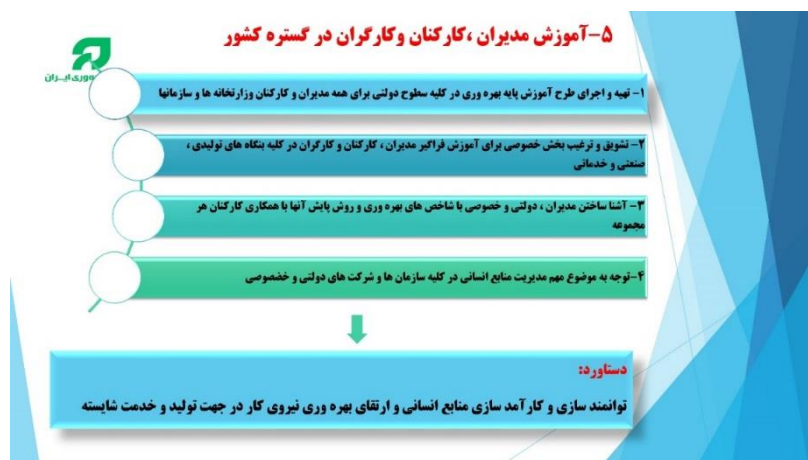 ۵-آموزش مدیران ،کارکنان وکارگران در گستره کشور
وری ایـران
۱- تهیه و اجرای طرح آموزش پایه بهره وری در کلیه سطوح دولتی برای همه مدیران و کارکنان وزارتخانه ها و سازمانها
۲- تشویق و ترغیب بخش خصوصی برای آموزش فراگیر مدیران ، کارکنان و کارگران در کلیه بنگاه های تولیدی ،
صنعتی و خدماتی
۳- آشنا ساختن مدیران ، دولتی و خصوصی با شاخص های بهره وری و روش پایش آنها با همکاری کارکنان هر
مجموعه
۴-توجه به موضوع مهم مدیریت منابع انسانی در کلیه سازمان ها و شرکت های دولتی و خضصوصی
دستاورد:
توانمند سازی و کارآمد سازی منابع انسانی و ارتقای بهره وری نیروی کار در جهت تولید و خدمت شایسته